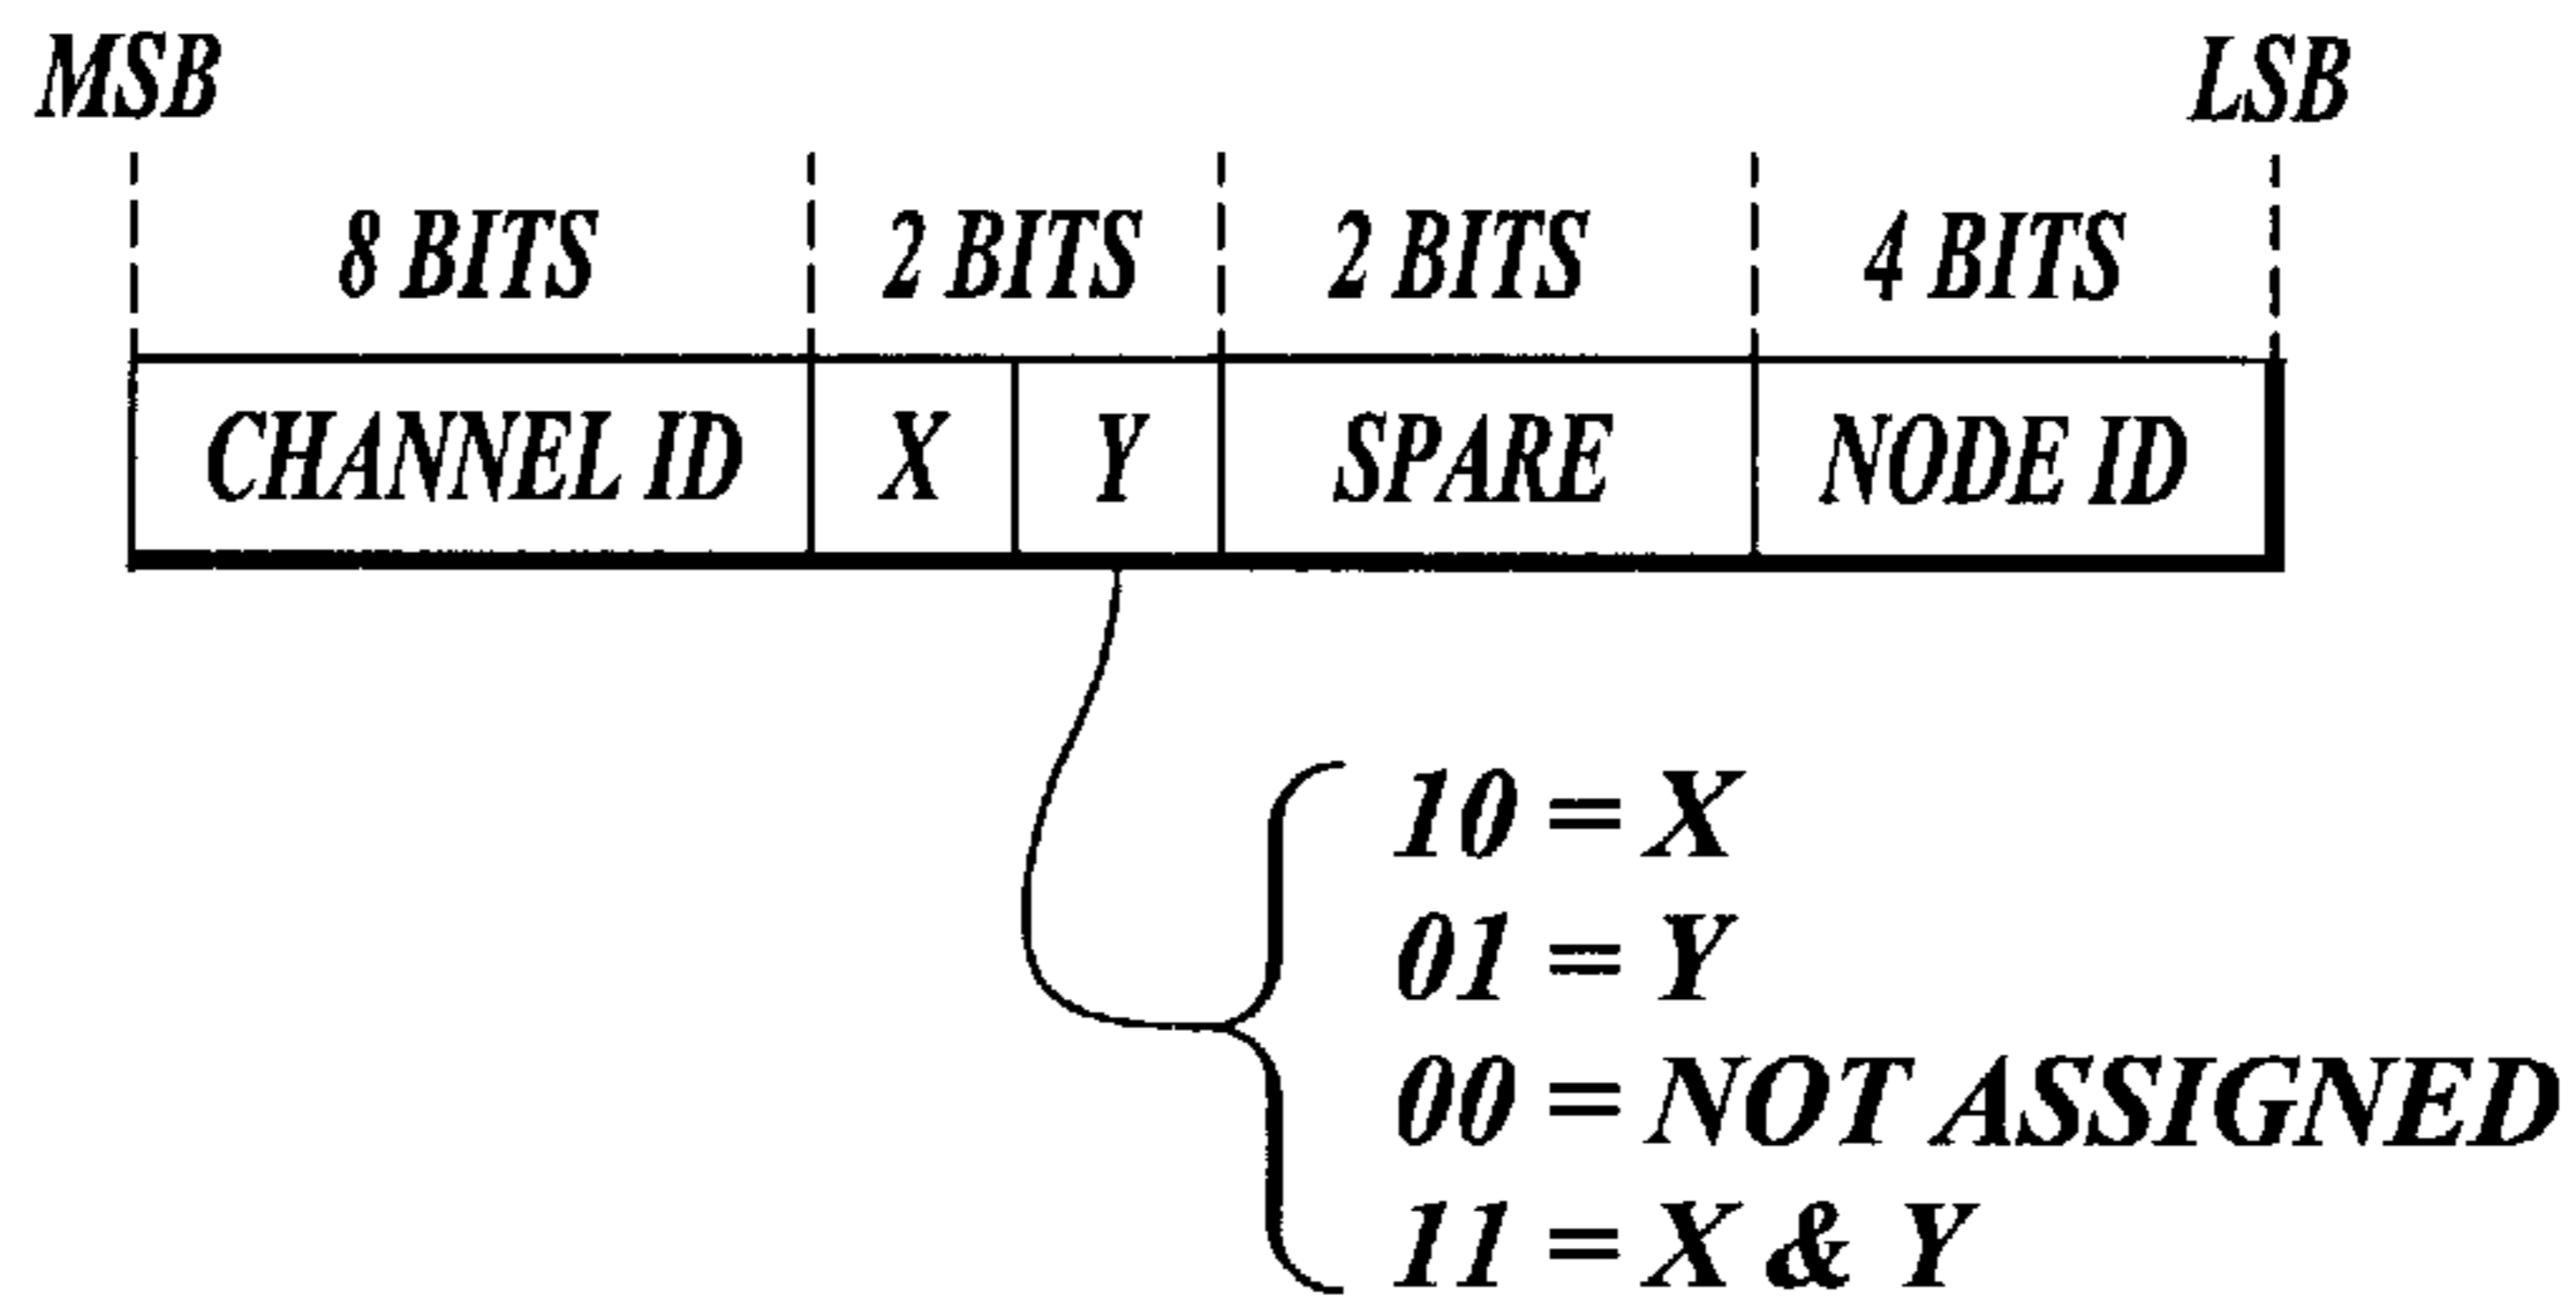 MSB LSB
8 BITS 2 BITS 2 BITS 4 BITS
CHANNEL ID X Y SPARE NODE ID
10 = X
01 = Y
00 = NOT ASSIGNED
11 = X & Y